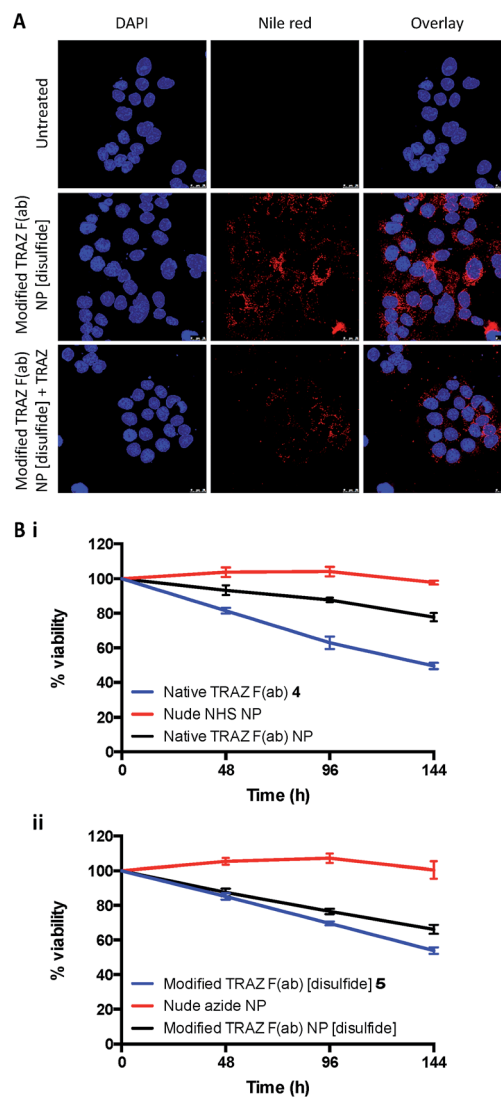 A
DAPI Nile red Overlay
Untreated
Modified TRAZ F(ab)
NP [disulfide]
Modified TRAZ F(ab)
NP [disulfide] + TRAZ
B i
120
100
80
60
40
20
0
% viability
Native TRAZ F(ab) 4
Nude NHS NP
Native TRAZ F(ab) NP
0 48 96 144
Time (h)
ii
120
100
80
60
40
20
0
% viability
Modified TRAZ F(ab) [disulfide] 5
Nude azide NP
Modified TRAZ F(ab) NP [disulfide]
0 48 96 144
Time (h)